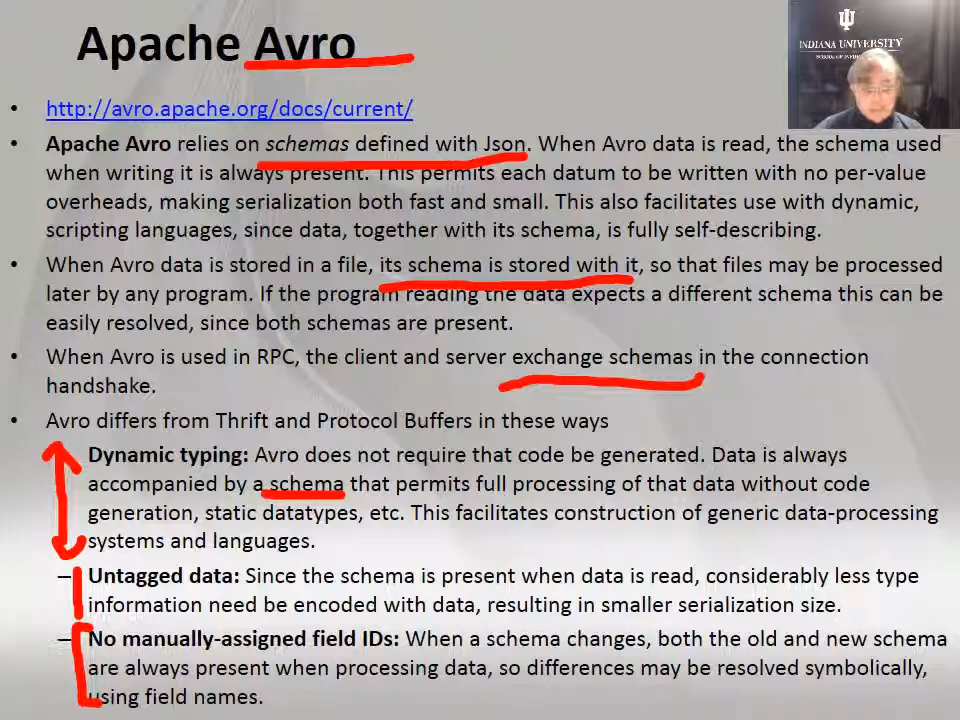 Apache Avro
INDIANA UNIVERSITY
• http://avro.apache.org/docs/current/
• Apache Avro relies on schemas defined with Json. When Avro data is read, the schema used
when writing it is always present. This permits each datum to be written with no per-value
overheads, making serialization both fast and small. This also facilitates use with dynamic,
scripting languages, since data, together with its schema, is fully self-describing.
• When Avro data is stored in a file, its schema is stored with it, so that files may be processed
later by any program. If the program reading the data expects a different schema this can be
easily resolved, since both schemas are present.
• When Avro is used in RPC, the client and server exchange schemas in the connection
handshake.
• Avro differs from Thrift and Protocol Buffers in these ways
Dynamic typing: Avro does not require that code be generated. Data is always
accompanied by a schema that permits full processing of that data without code
generation, static datatypes, etc. This facilitates construction of generic data-processing
systems and languages.
– Untagged data: Since the schema is present when data is read, considerably less type
information need be encoded with data, resulting in smaller serialization size.
– No manually-assigned field IDs: When a schema changes, both the old and new schema
are always present when processing data, so differences may be resolved symbolically,
using field names.